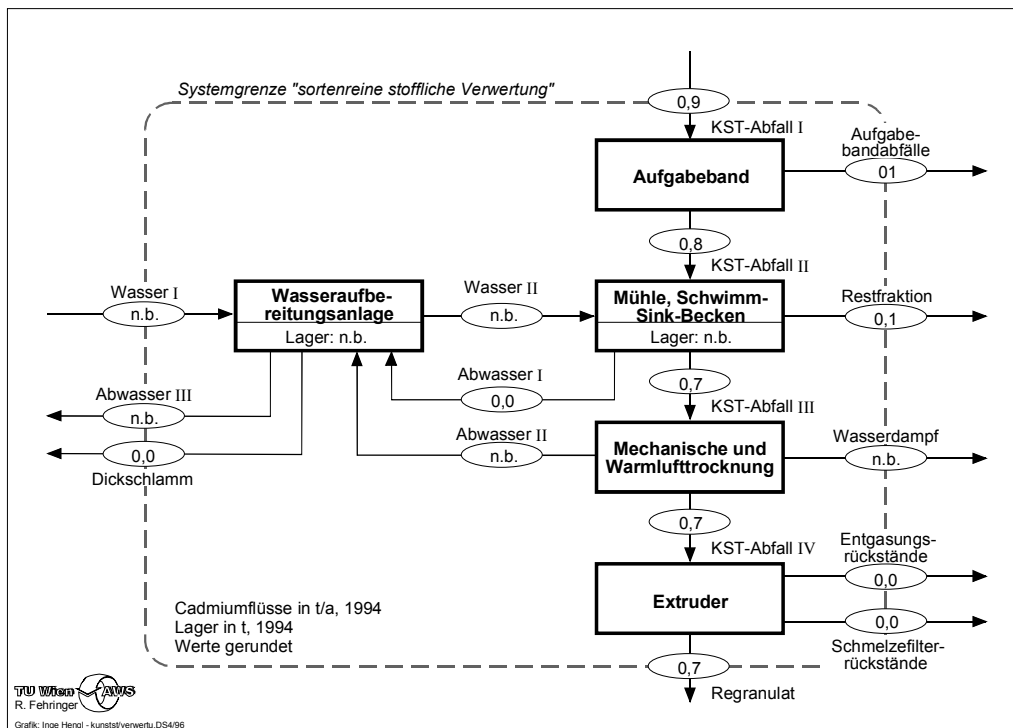 Systemgrenze "sortenreine stoffliche Verwertung"
0,9
KST-Abfall I
Aufgabe-
bandabfälle
Aufgabeband
01
0,8
KST-Abfall II
Wasser I
n.b.
Wasseraufbe-
reitungsanlage
Lager: n.b.
Wasser II
n.b.
Mühle, Schwimm-
Sink-Becken
Lager: n.b.
Restfraktion
0,1
Abwasser III
n.b.
Abwasser I
0,0
0,7
KST-Abfall III
0,0
Dickschlamm
Abwasser II
n.b.
Mechanische und
Warmlufttrocknung
Wasserdampf
n.b.
0,7
KST-Abfall IV
Entgasungs-
rückstände
0,0
Extruder
0,0
Schmelzefilter-
rückstände
Cadmiumflüsse in t/a, 1994
Lager in t, 1994
Werte gerundet
0,7
Regranulat
TU Wien AWS
R. Fehringer
Grafik: Inge Hengl - kunstst/verwertu.DS4/96